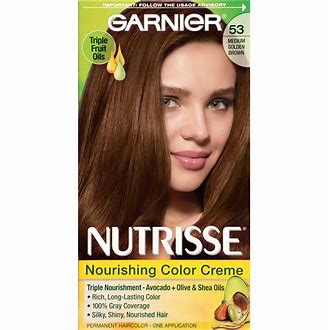 IMPORTANT: FOLLOW THE USAGE ADVISORY
GARNIER
Triple
Fruit
Oils
53
MEDIUM
GOLDEN
BROWN
NUTRISSE
Nourishing Color Creme
Triple Nourishment - Avocado + Olive & Shea Oils
• Rich, Long-Lasting Color
• 100% Gray Coverage
• Silky, Shiny, Nourished Hair
PERMANENT HAIRCOLOR - ONE APPLICATION